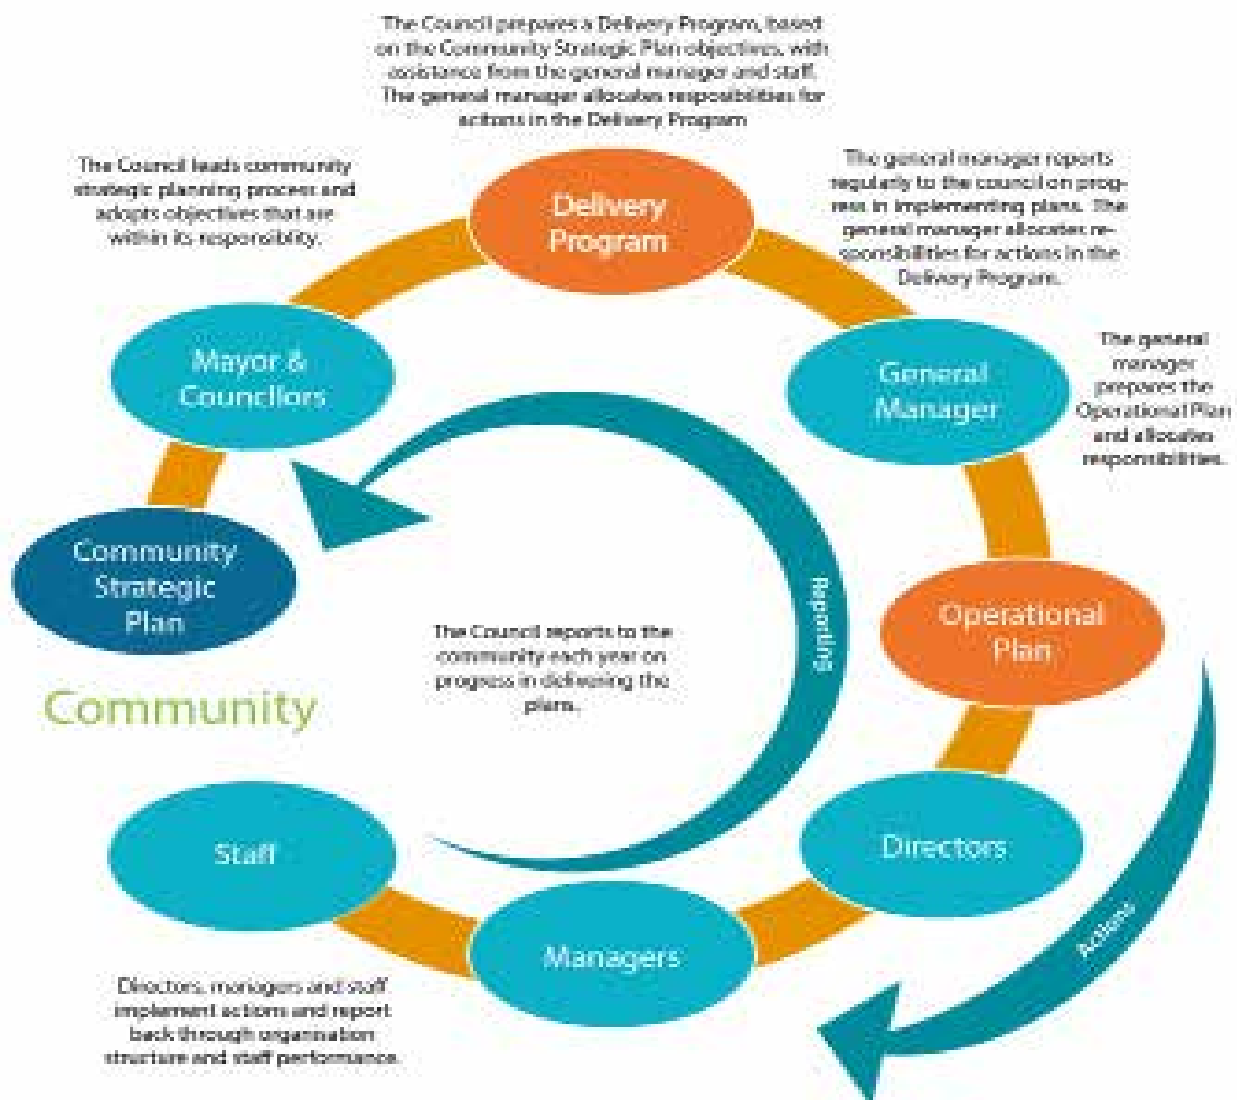 The Council prepares a Delivery Program, based
on the Community Strategic Plan objectives, with
assistance from the general manager and staff.
The general manager allocates resposibilities for
actions in the Delivery Program
The Council leads community
strategic planning process and
adopts objectives that are
within its responsiblity.
The general manager reports
regularly to the council on prog-
ress in implementing plans. The
general manager allocates re-
sponsibilities for actions in the
Delivery Program.
Delivery
Program
Mayor &
Councllors
General
Manager
The general
manager
prepares the
Operational Plan
and allocates
responsibilities.
Community
Strategic
Plan
Reporting
Operational
Plan
The Council reports to the
community each year on
progress in delivering the
plans.
Community
Staff
Directors
Managers
Actions
Directors, managers and staff
implement actions and report
back through organisation
structure and staff performance.